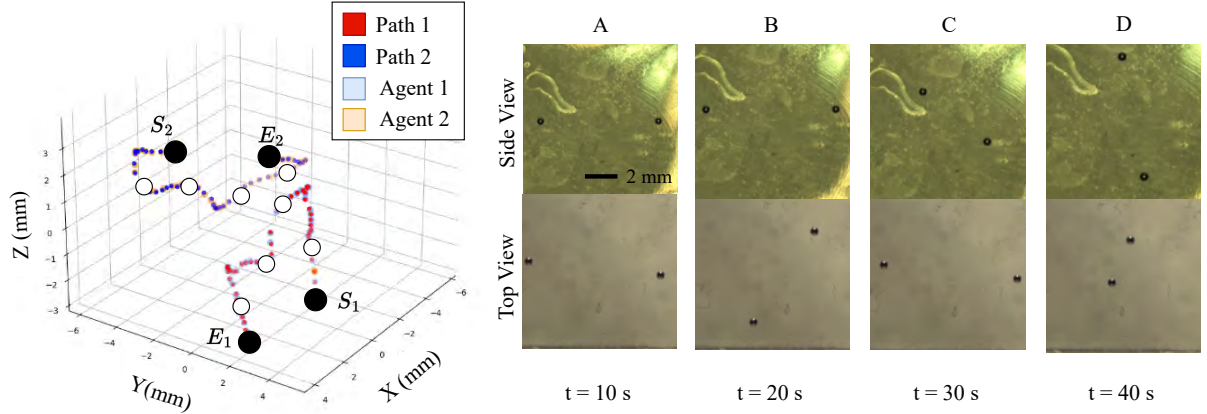 Path 1
Path 2
Agent 1
Agent 2
S2
E2
S1
E1
Z (mm)
3
2
1
0
−1
−2
−3
−6
−4
−2
0
2
4
Y(mm)
−6
−4
−2
0
2
4
X (mm)
A
B
C
D
Side View
2 mm
Top View
t = 10 s
t = 20 s
t = 30 s
t = 40 s